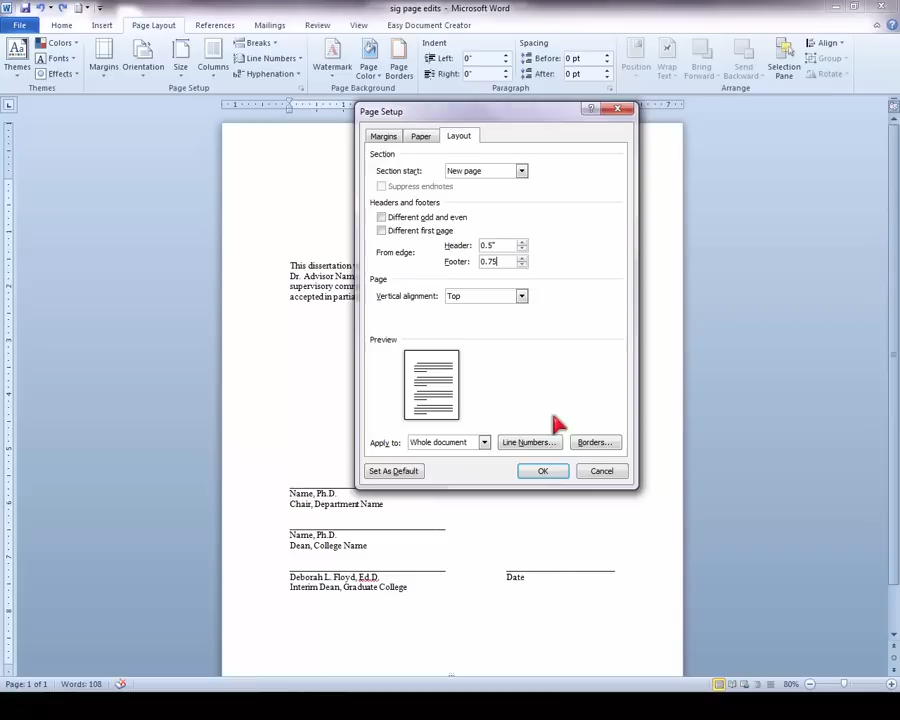 sig page edits - Microsoft Word
File Home Insert Page Layout References Mailings Review View Easy Document Creator
Themes
Colors
Fonts
Effects
Themes
Margins Orientation Size Columns
Breaks
Line Numbers
Hyphenation
Page Setup
Watermark Page Color Page Borders
Page Background
Indent
Left: 0"
Right: 0"
Spacing
Before: 0 pt
After: 0 pt
Paragraph
Position Wrap Text Bring Forward Send Backward Selection Pane
Align
Group
Rotate
Arrange
Page Setup
Margins Paper Layout
Section
Section start: New page
Suppress endnotes
Headers and footers
Different odd and even
Different first page
From edge:
Header: 0.5"
Footer: 0.75
Page
Vertical alignment: Top
Preview
Apply to: Whole document Line Numbers... Borders...
Set As Default OK Cancel
This dissertation
Dr. Advisor Nam
supervisory com
accepted in partia
Name, Ph.D.
Chair, Department Name
Name, Ph.D.
Dean, College Name
Deborah L. Floyd, Ed.D. Date
Interim Dean, Graduate College
Page: 1 of 1 Words: 108 80%